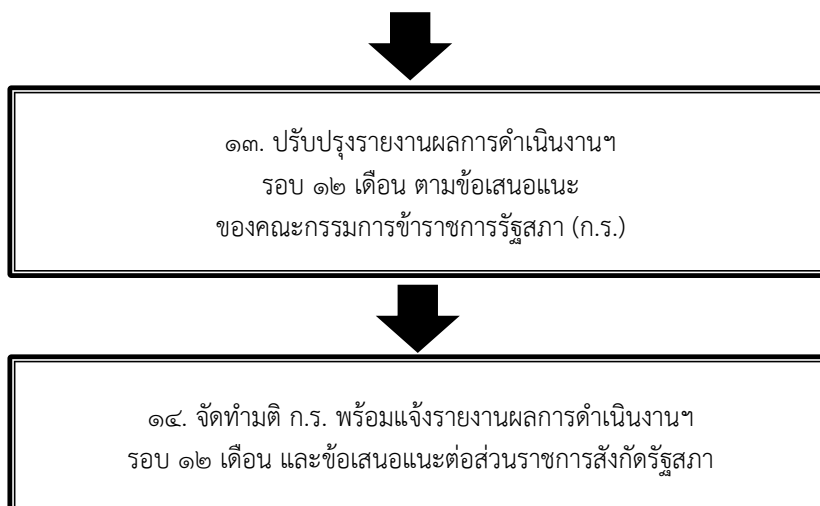 ๑๓. ปรับปรุงรายงานผลการดำเนินงานฯ
รอบ ๑๒ เดือน ตามข้อเสนอแนะ
ของคณะกรรมการข้าราชการรัฐสภา (ก.ร.)
๑๔. จัดทำมติ ก.ร. พร้อมแจ้งรายงานผลการดำเนินงานฯ
รอบ ๑๒ เดือน และข้อเสนอแนะต่อส่วนราชการสังกัดรัฐสภา